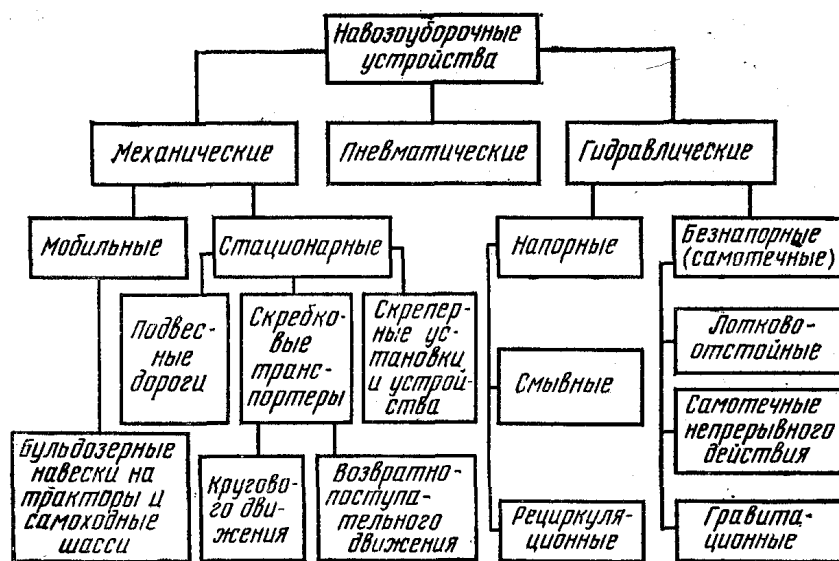 Навозоуборочные
устройства
Механические
Пневматические
Гидравлические
Мобильные
Стационарные
Напорные
Безнапорные
(самотечные)
Подвес-
ные
дороги
Скребко-
вые
транс-
портеры
Скрепер-
ные ус-
тановки
и устрой-
ства
Смывные
Лотково-
отстойные
Самотечные
непрерывного
действия
Бульдозерные
навески на
тракторы и
самоходные
шасси
Кругово-
го дви-
жения
Возвратно-
поступа-
тельного
движения
Рециркуля-
ционные
Гравита-
ционные